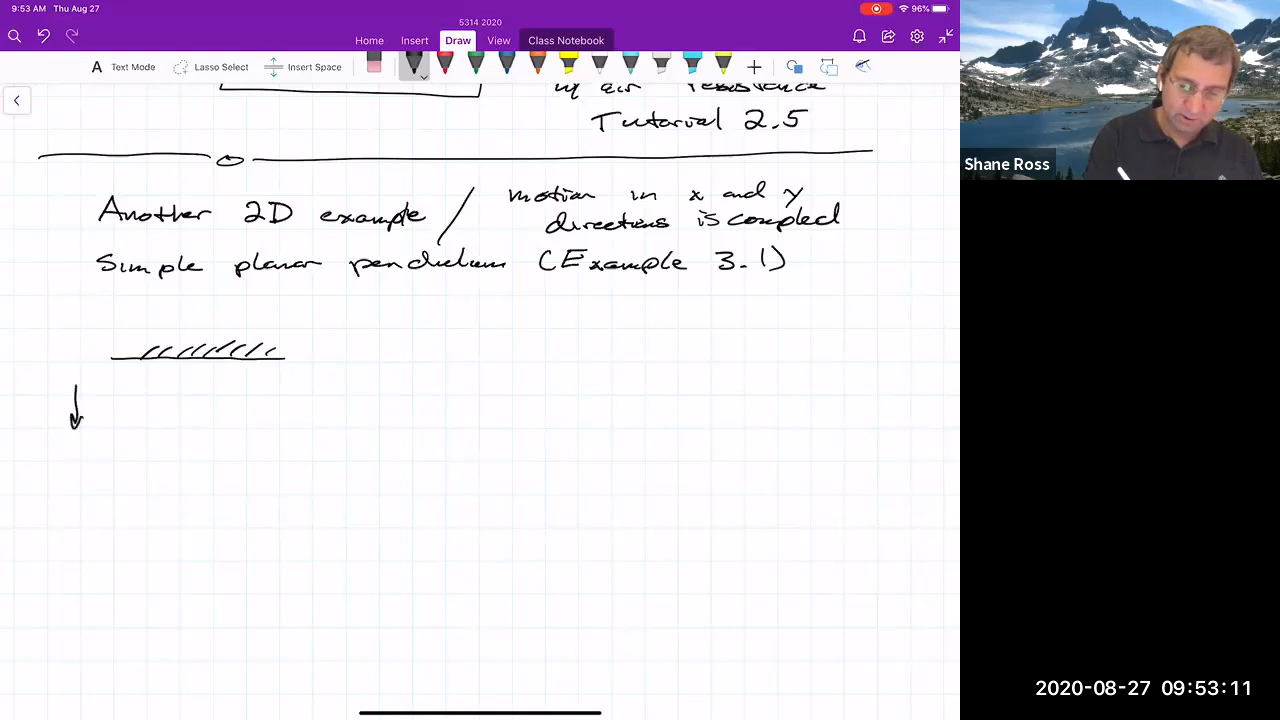 9:53 AM Thu Aug 27
96%
5314 2020
Home Insert Draw View Class Notebook
Text Mode Lasso Select Insert Space
w/ air resistance
Tutorial 2.5
Another 2D example / motion in x and y
directions is coupled
Simple planar pendulum (Example 3.1)
Shane Ross
2020-08-27 09:53:11